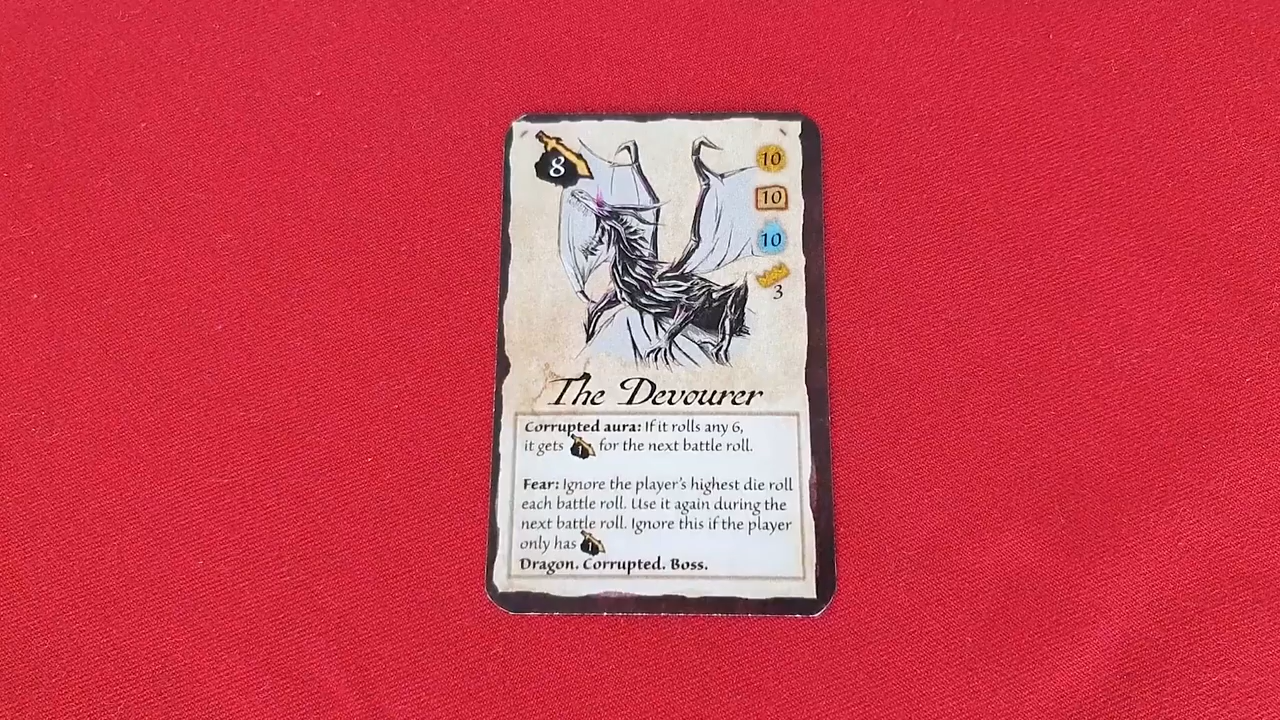 8
10
10
10
3
The Devourer
Corrupted aura: If it rolls any 6,
it gets 1 for the next battle roll.
Fear: Ignore the player's highest die roll
each battle roll. Use it again during the
next battle roll. Ignore this if the player
only has 1
Dragon. Corrupted. Boss.